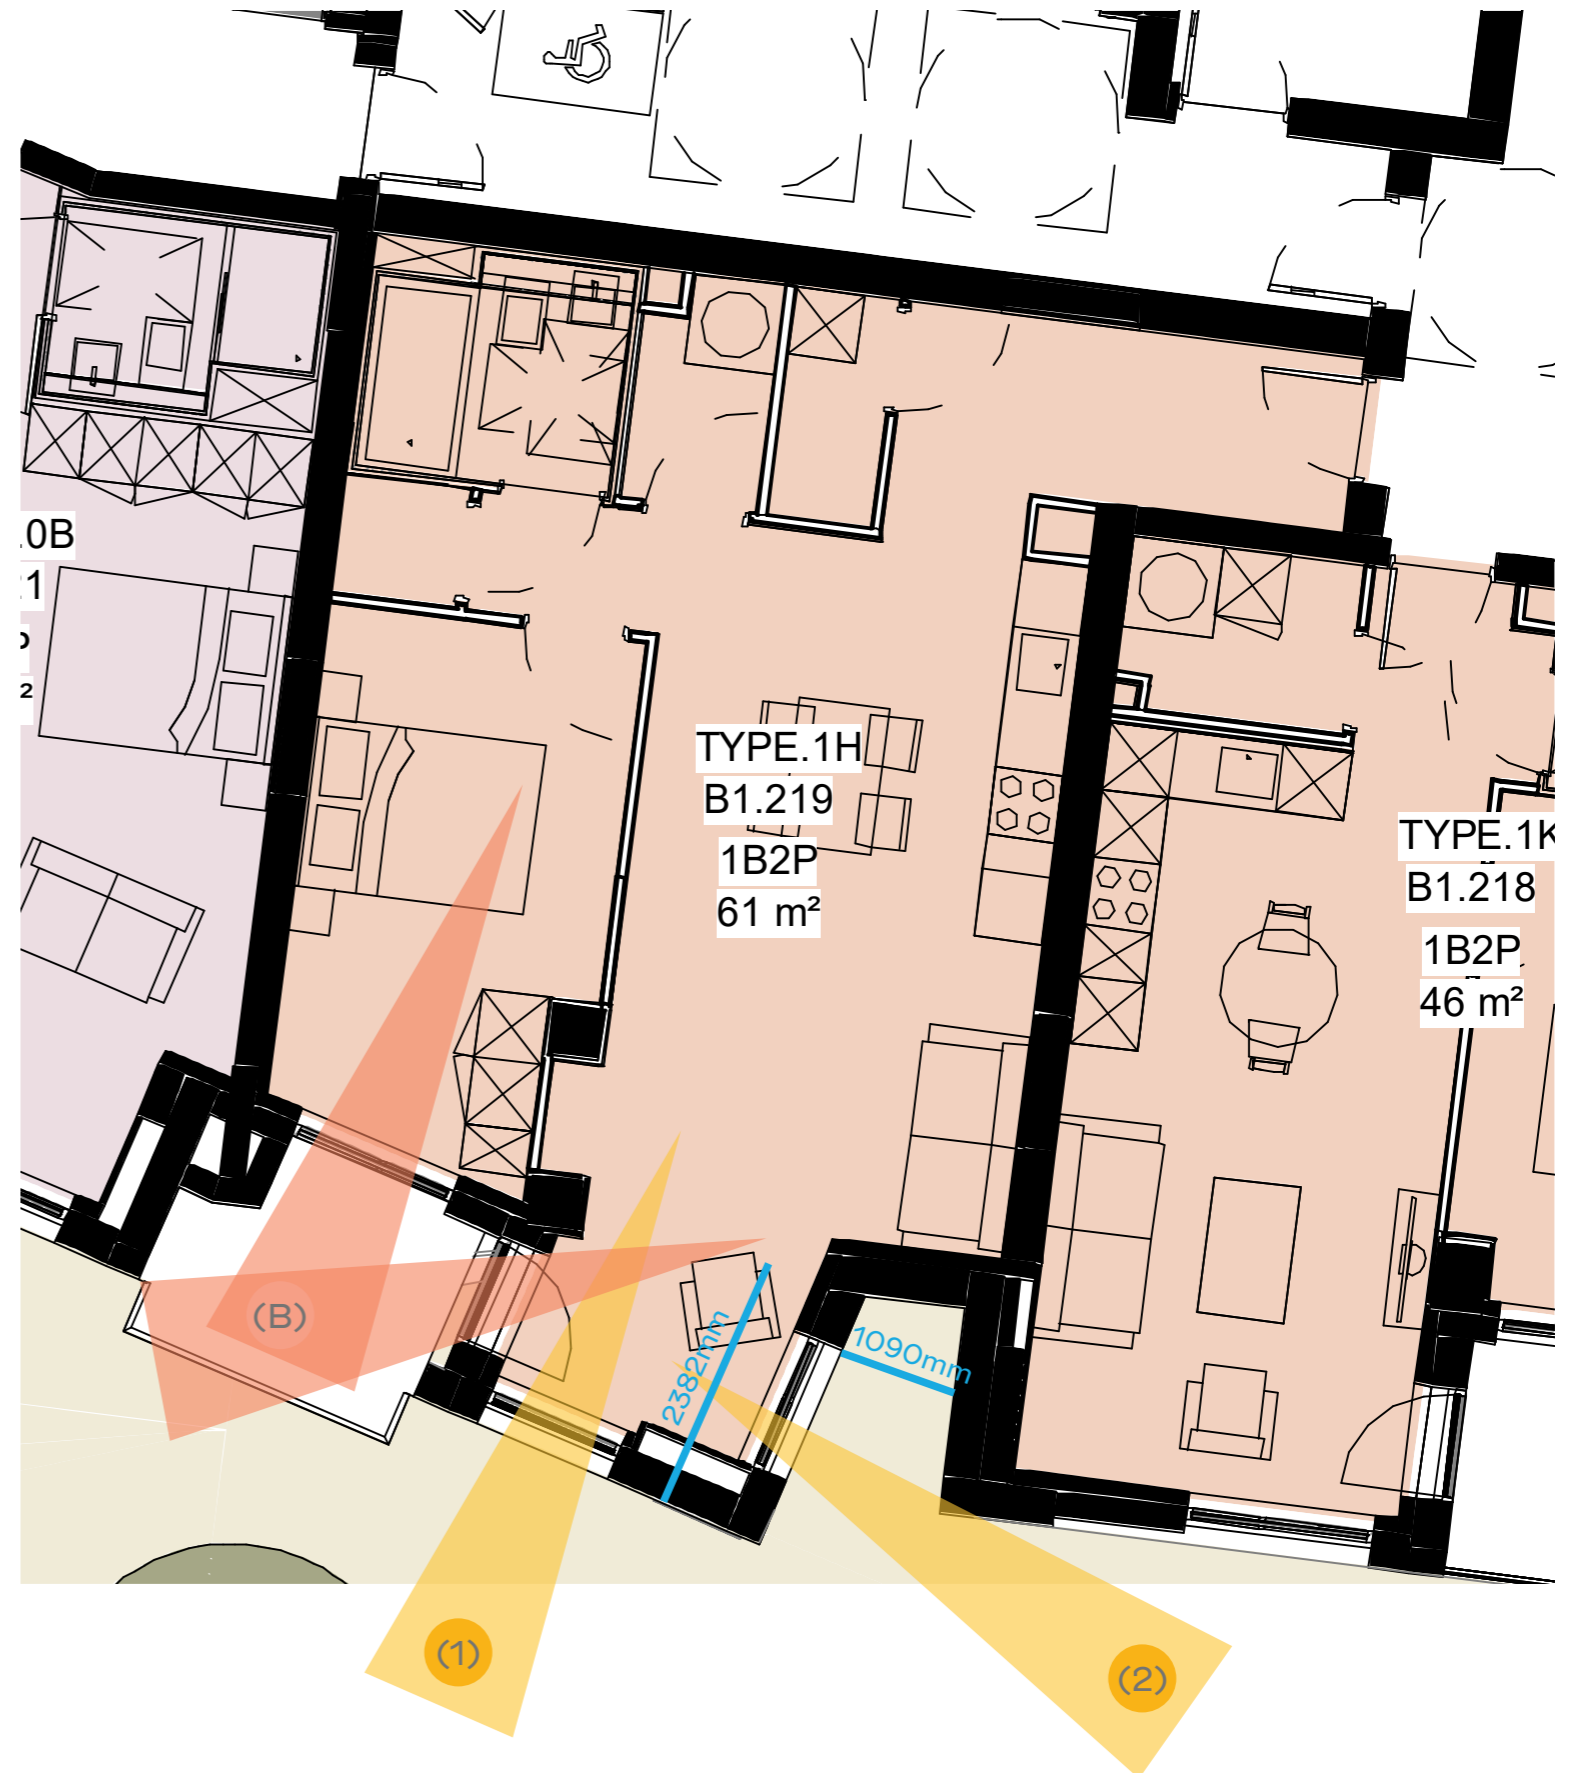 .0B
TYPE.1H
B1.219
1B2P
61 m²
TYPE.1K
B1.218
1B2P
46 m²
2382mm
1090mm
(B)
(1)
(2)